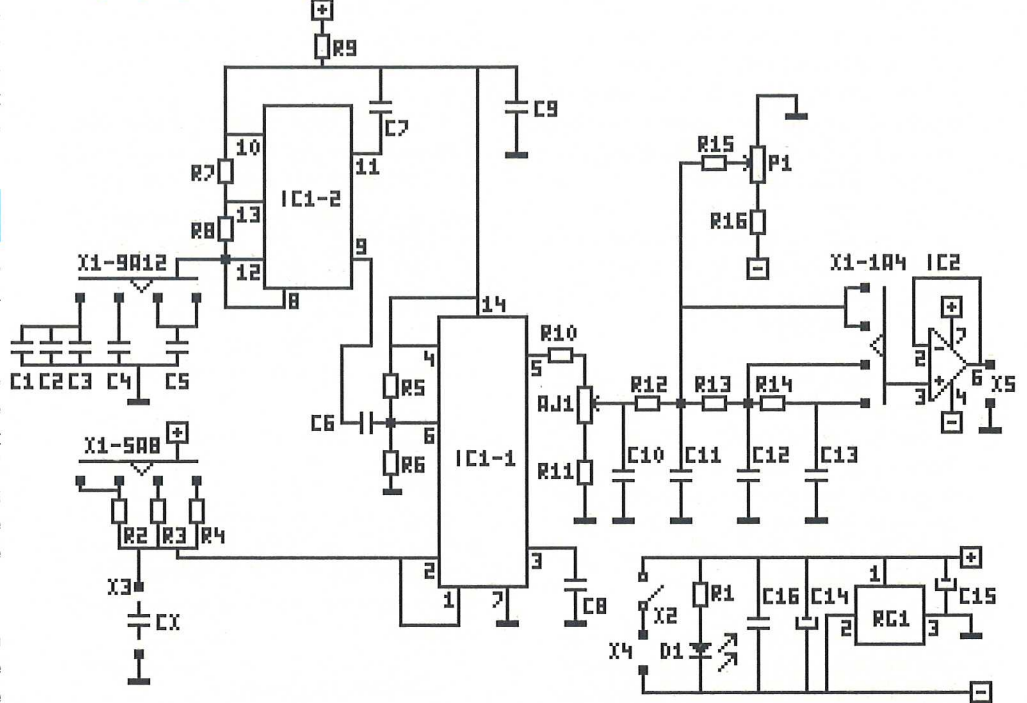 +
R9
C7
C9
10
11
R7
IC1-2
13
R8
9
12
8
X1-9A12
C1 C2 C3 C4 C5
R15
P1
R16
-
X1-1A4 IC2
+
7
2
-
+
3
6
4
-
X5
14
4
R5
6
C6
R6
IC1-1
5
R10
AJ1
R12 R13 R14
R11
C10 C11 C12 C13
X1-5A8
+
R2 R3 R4
2
1
7
3
C8
X3
CX
+
R1
C16 C14
1
RG1
2
3
C15
X2
X4
D1
-